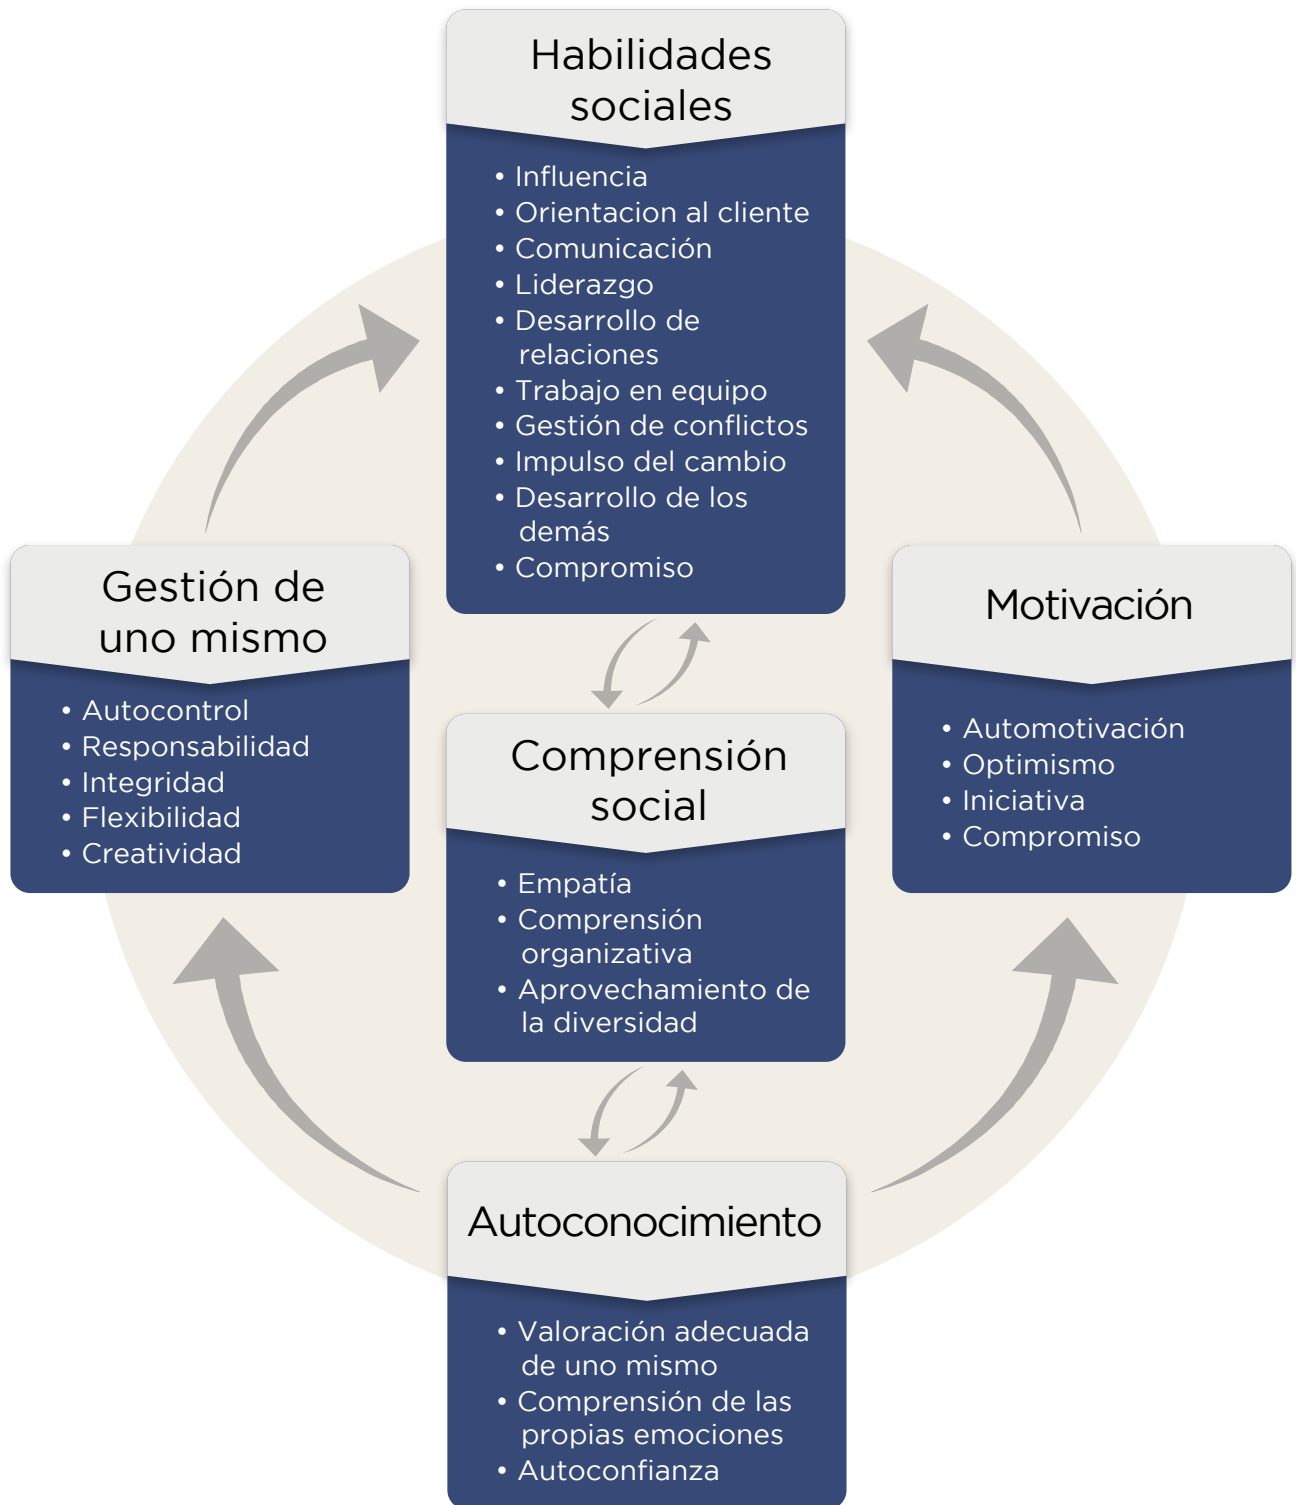 Habilidades
sociales
• Influencia
• Orientacion al cliente
• Comunicación
• Liderazgo
• Desarrollo de
relaciones
• Trabajo en equipo
• Gestión de conflictos
• Impulso del cambio
• Desarrollo de los
demás
• Compromiso
Gestión de
uno mismo
• Autocontrol
• Responsabilidad
• Integridad
• Flexibilidad
• Creatividad
Motivación
• Automotivación
• Optimismo
• Iniciativa
• Compromiso
Comprensión
social
• Empatía
• Comprensión
organizativa
• Aprovechamiento de
la diversidad
Autoconocimiento
• Valoración adecuada
de uno mismo
• Comprensión de las
propias emociones
• Autoconfianza